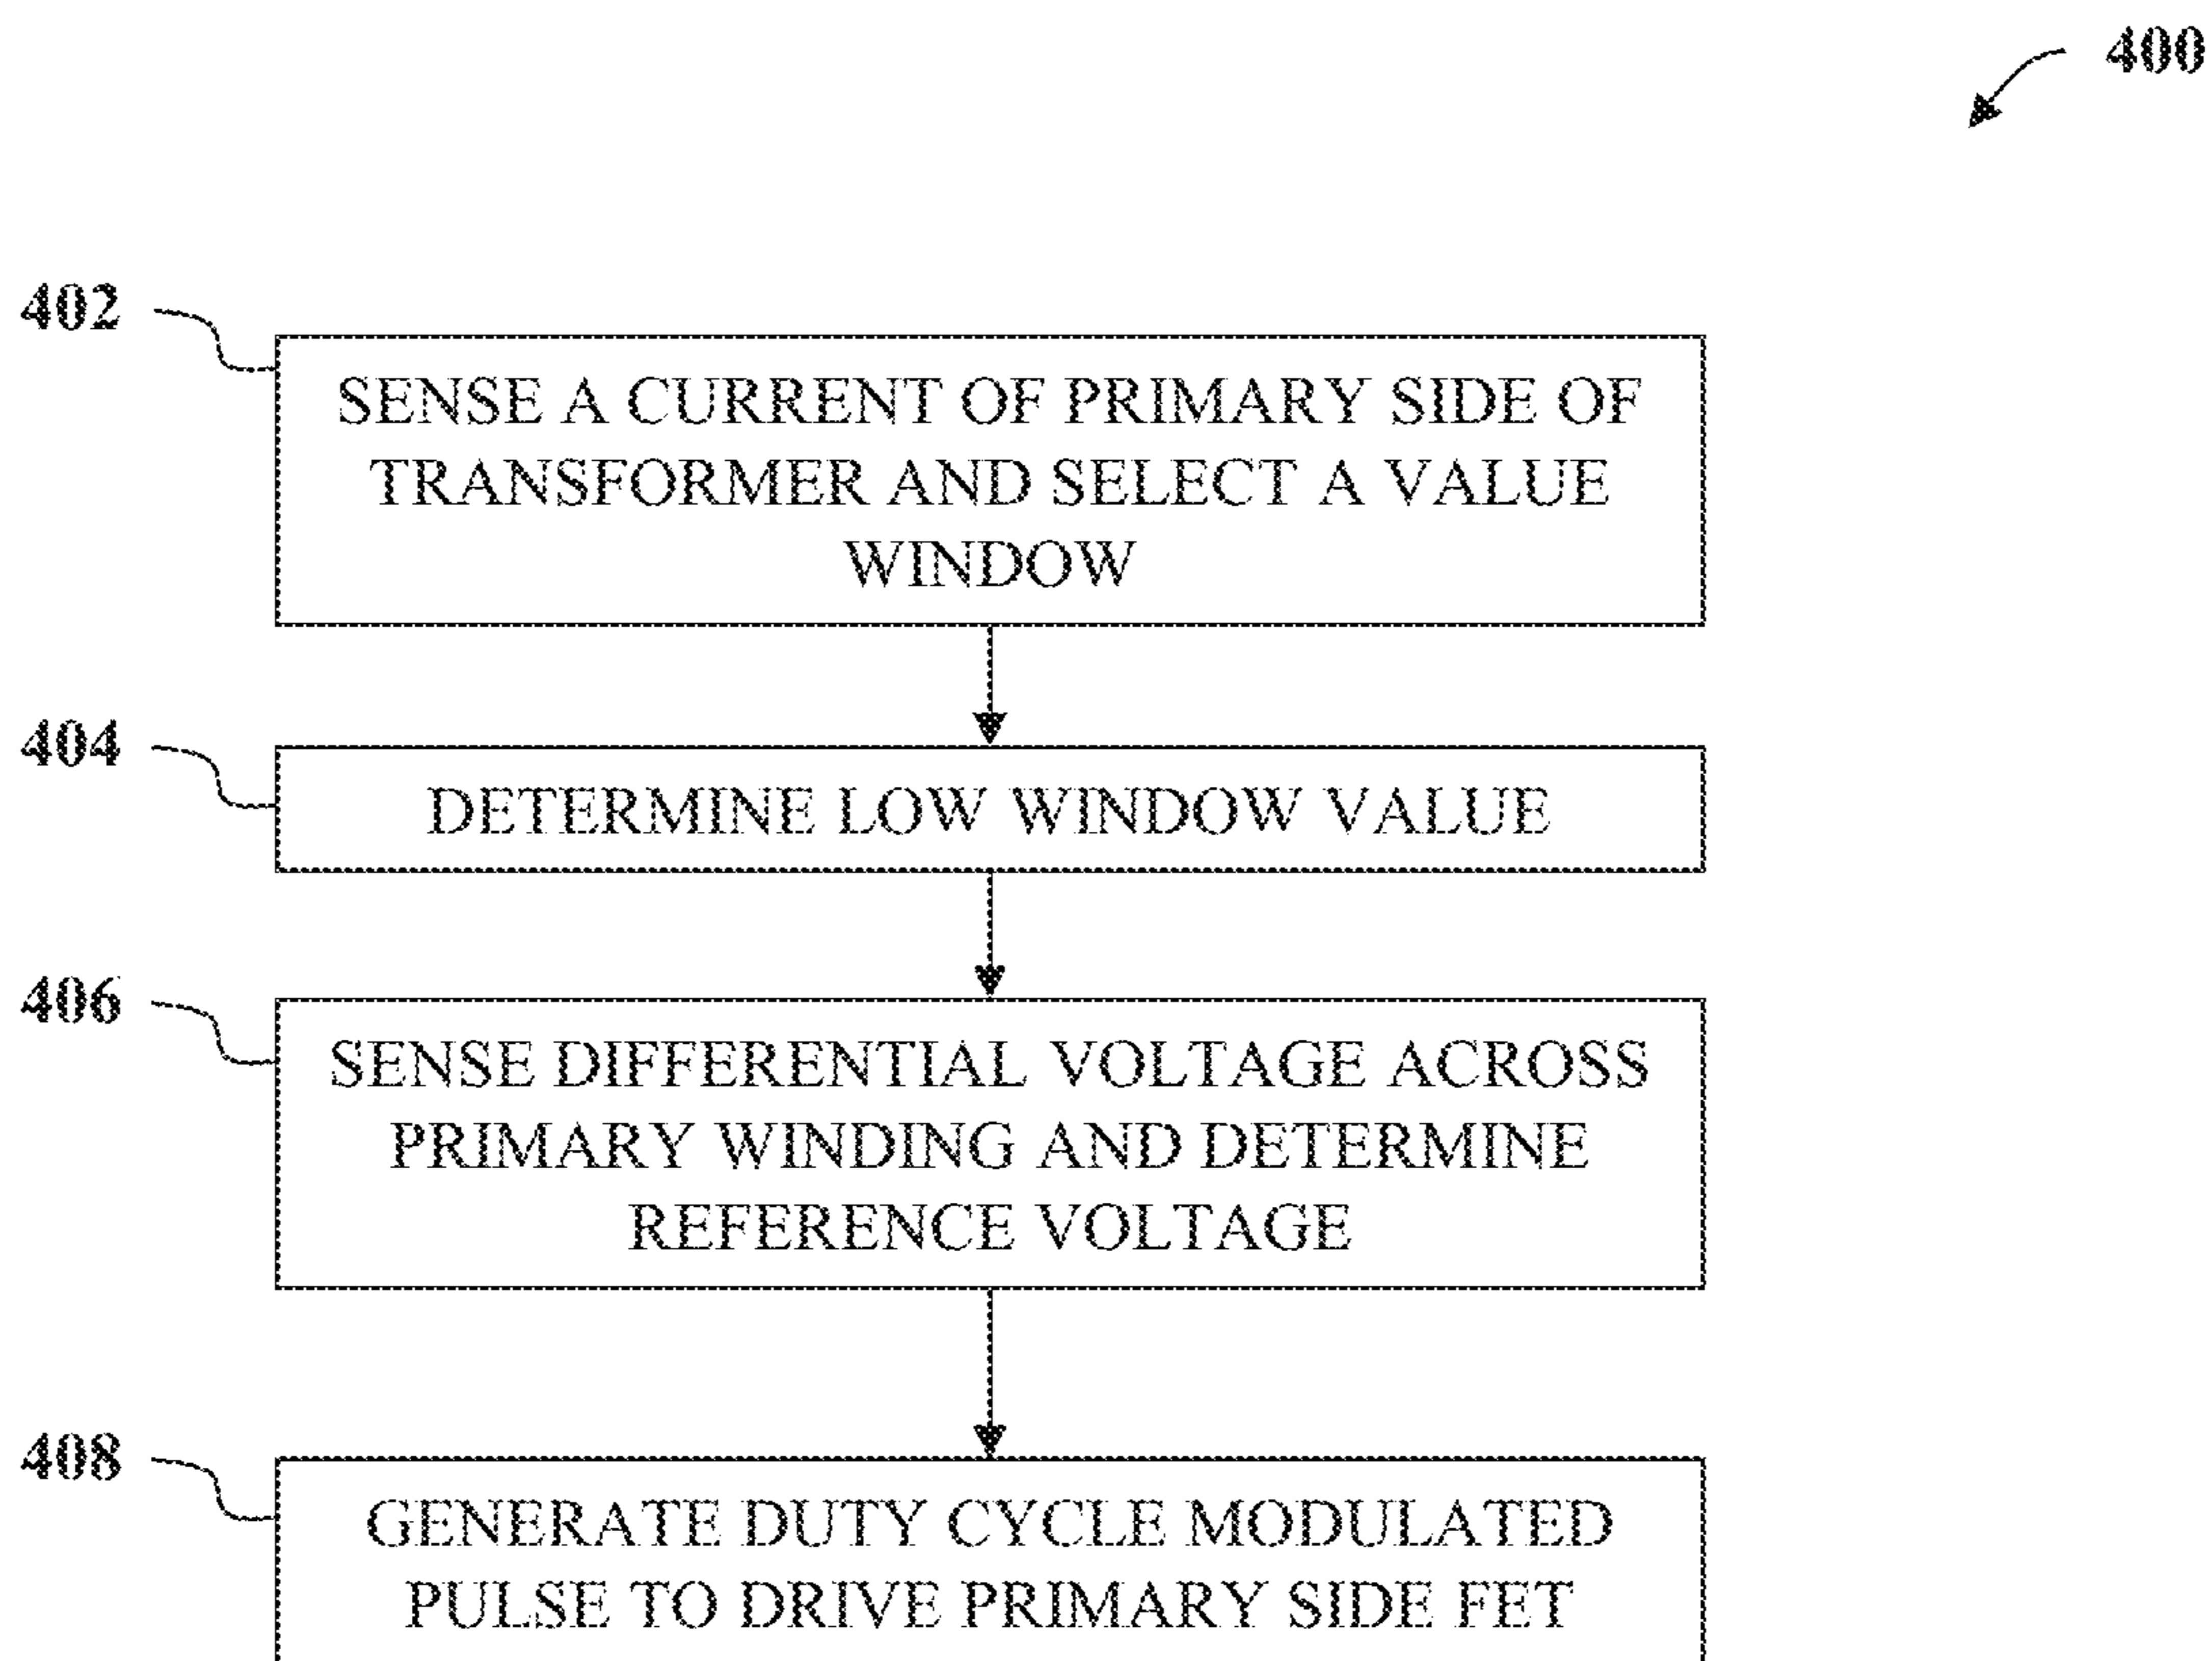 400
402
SENSE A CURRENT OF PRIMARY SIDE OF
TRANSFORMER AND SELECT A VALUE
WINDOW
404
DETERMINE LOW WINDOW VALUE
406
SENSE DIFFERENTIAL VOLTAGE ACROSS
PRIMARY WINDING AND DETERMINE
REFERENCE VOLTAGE
408
GENERATE DUTY CYCLE MODULATED
PULSE TO DRIVE PRIMARY SIDE FET